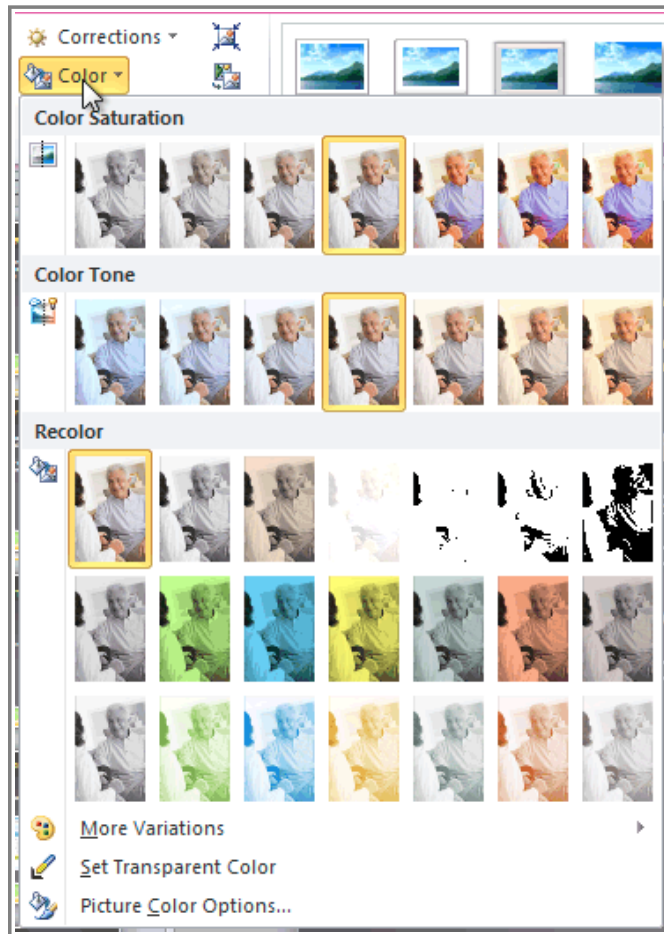 Corrections
Color
Color Saturation
Color Tone
Recolor
More Variations
Set Transparent Color
Picture Color Options...